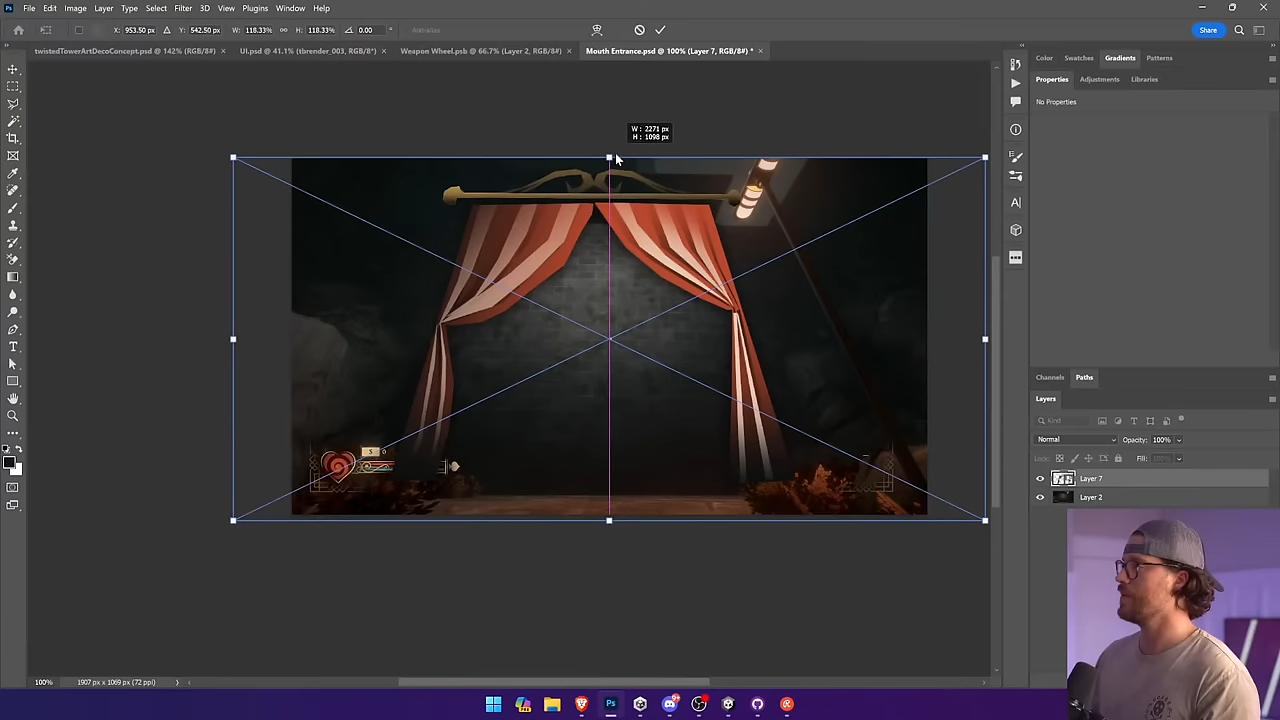 File Edit Image Layer Type Select Filter 3D View Plugins Window Help
X: 953.50 px Y: 542.50 px W: 118.33% H: 118.33% 0.00 ° Antialias Share
twistedTowerArtDecoConcept.psd @ 142% (RGB/8#) × UI.psd @ 41.1% (tbrender_003, RGB/8*) × Weapon Wheel.psb @ 66.7% (Layer 2, RGB/8#) × Mouth Entrance.psd @ 100% (Layer 7, RGB/8#) * ×
Color Swatches Gradients Patterns
Properties Adjustments Libraries
No Properties
W: 2271 px
H: 1098 px
Channels Paths
Layers
Kind
Normal Opacity: 100%
Lock: Fill: 100%
Layer 7
Layer 2
100% 1907 px x 1069 px (72 ppi)